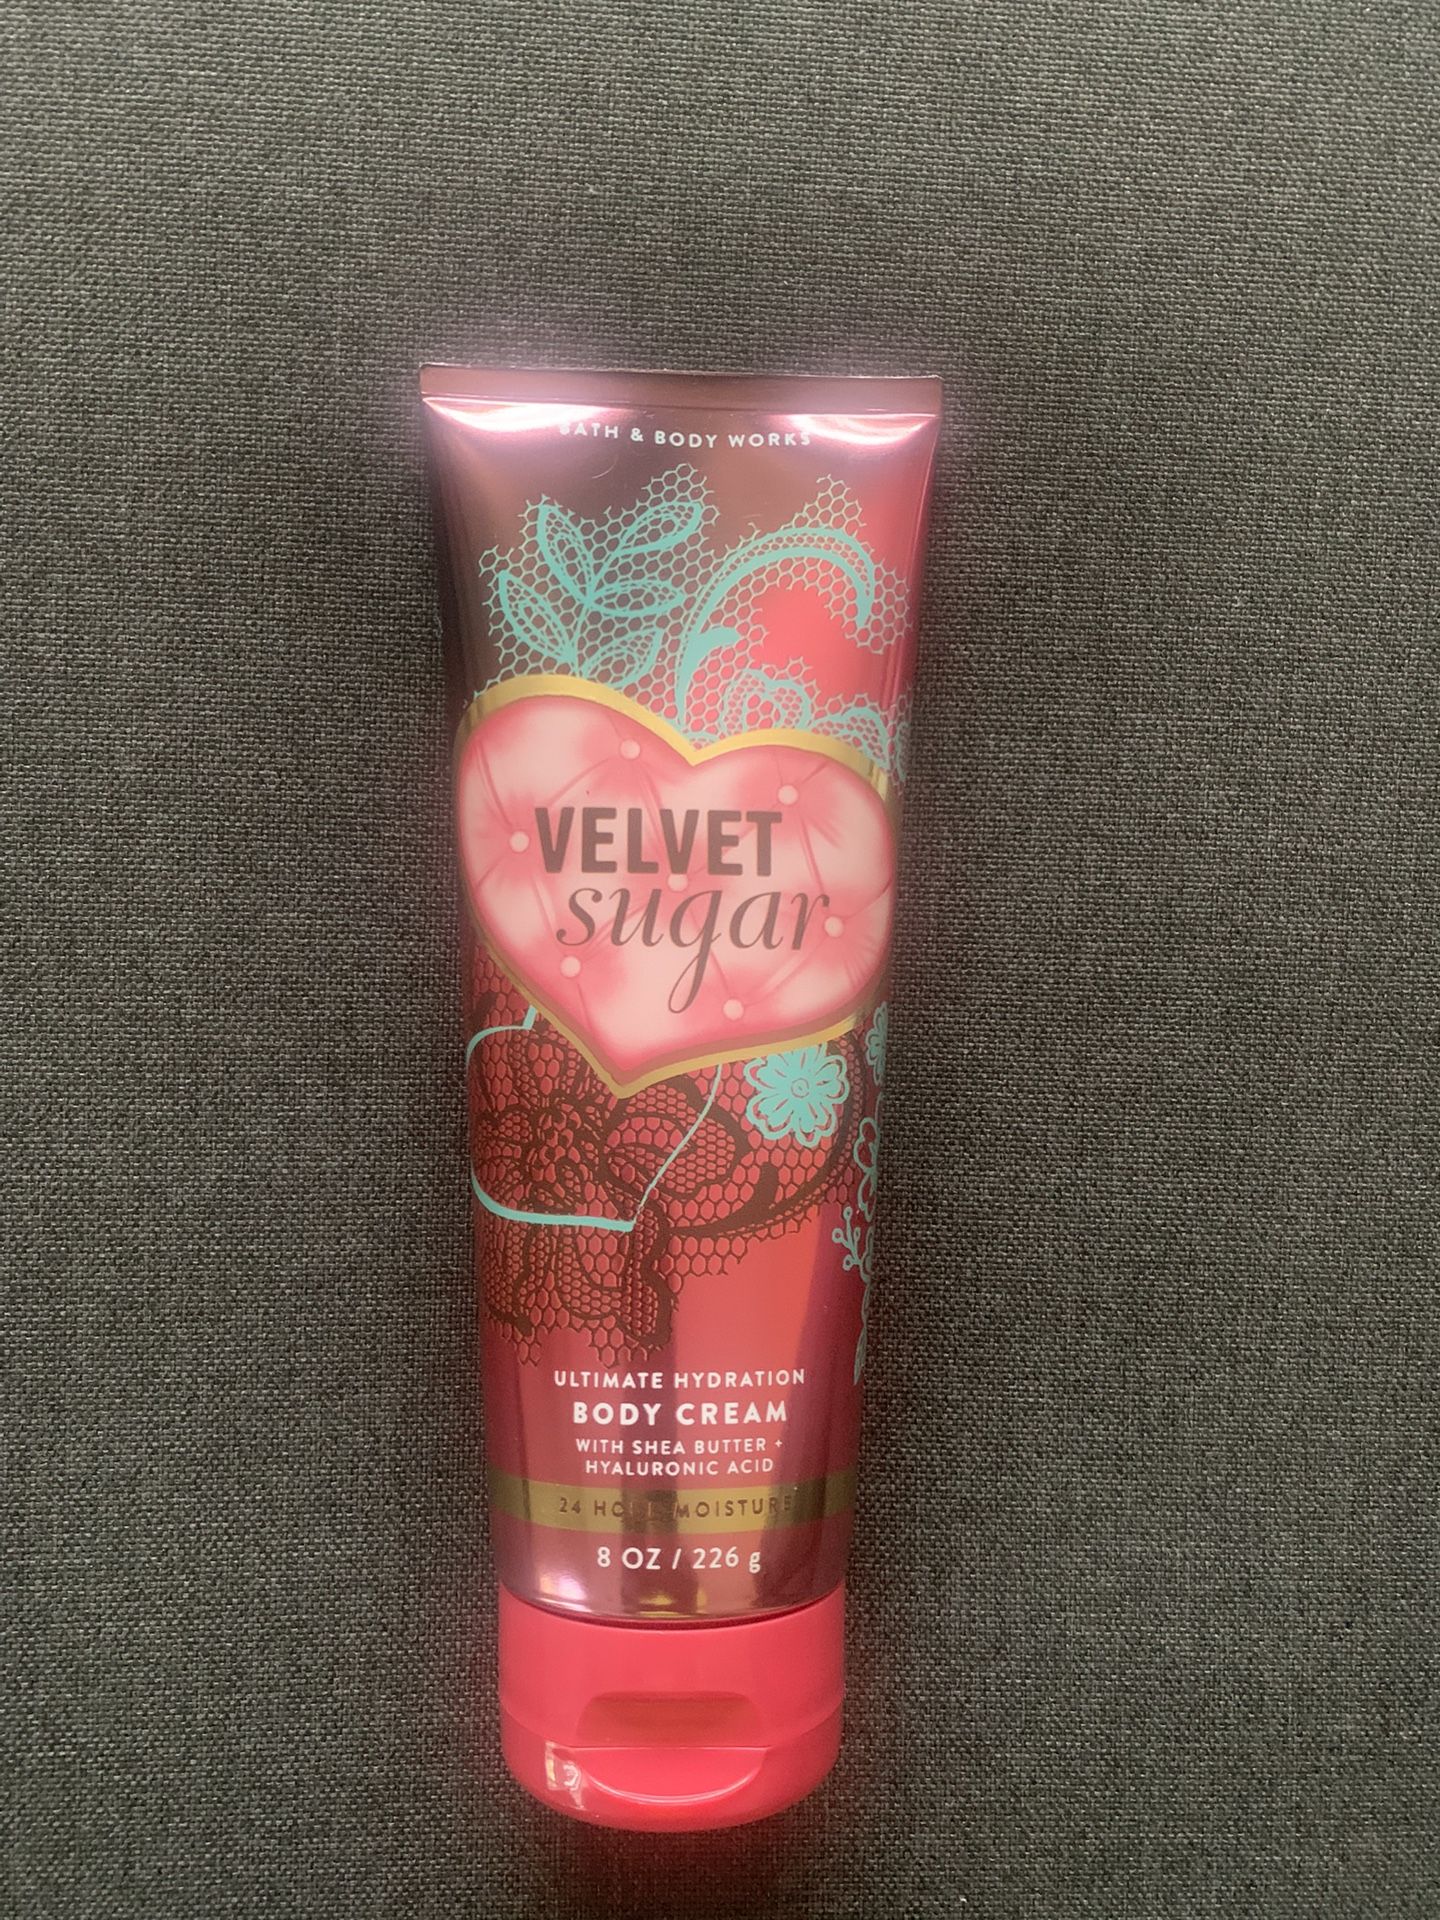 BATH & BODY WORKS
VELVET
sugar
ULTIMATE HYDRATION
BODY CREAM
WITH SHEA BUTTER +
HYALURONIC ACID
24 HOUR MOISTURE
8 OZ / 226 g